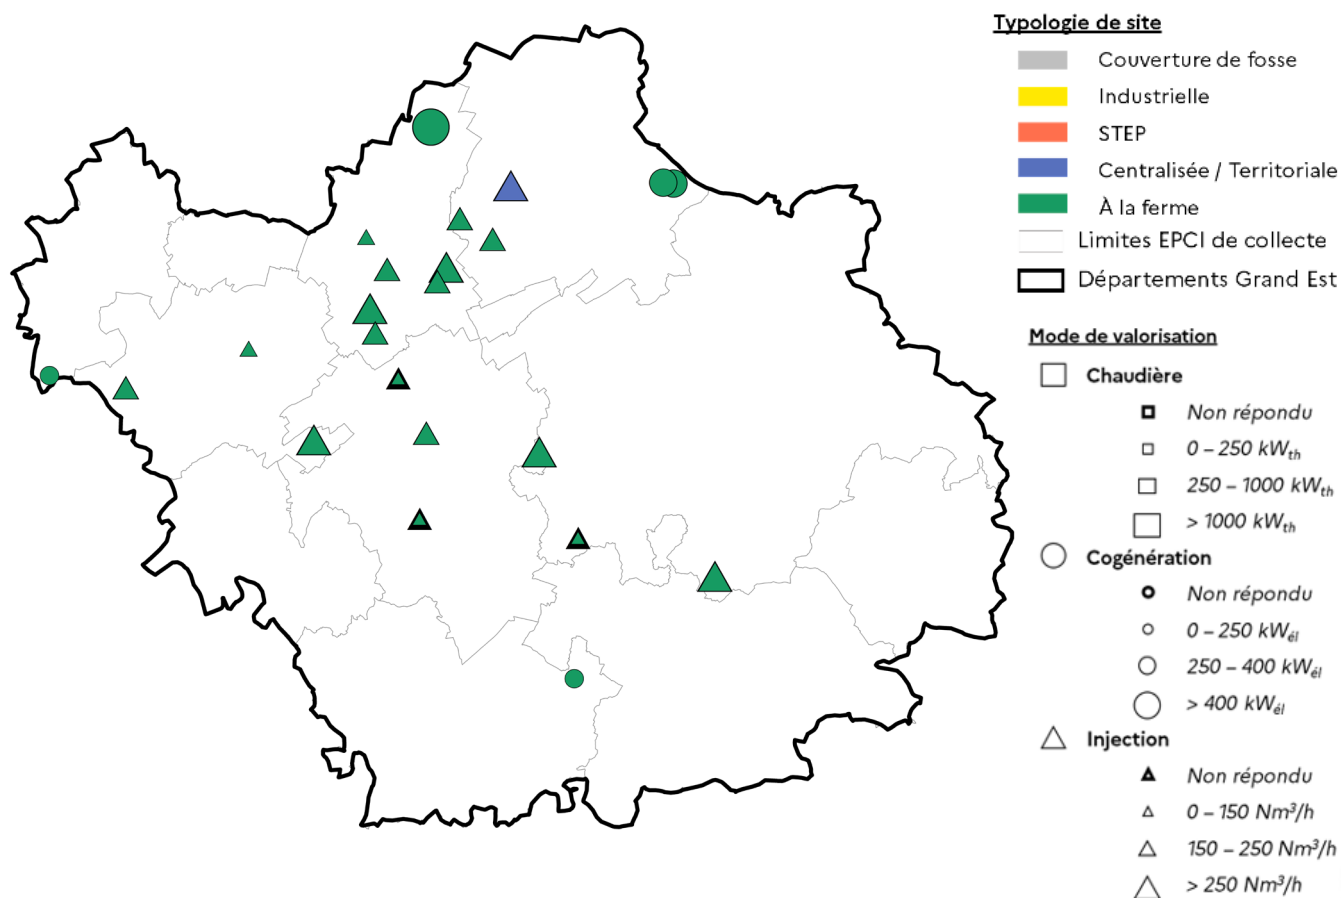 Typologie de site
Couverture de fosse
Industrielle
STEP
Centralisée / Territoriale
À la ferme
Limites EPCI de collecte
Départements Grand Est
Mode de valorisation
Chaudière
Non répondu
0 – 250 kWth
250 – 1000 kWth
> 1000 kWth
Cogénération
Non répondu
0 – 250 kWél
250 – 400 kWél
> 400 kWél
Injection
Non répondu
0 – 150 Nm³/h
150 – 250 Nm³/h
> 250 Nm³/h